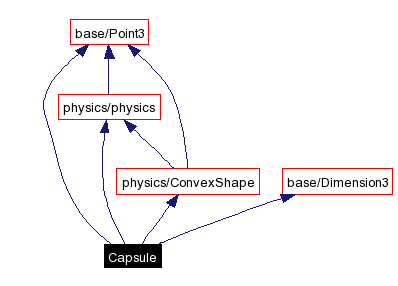 base/Point3
physics/physics
physics/ConvexShape
base/Dimension3
Capsule